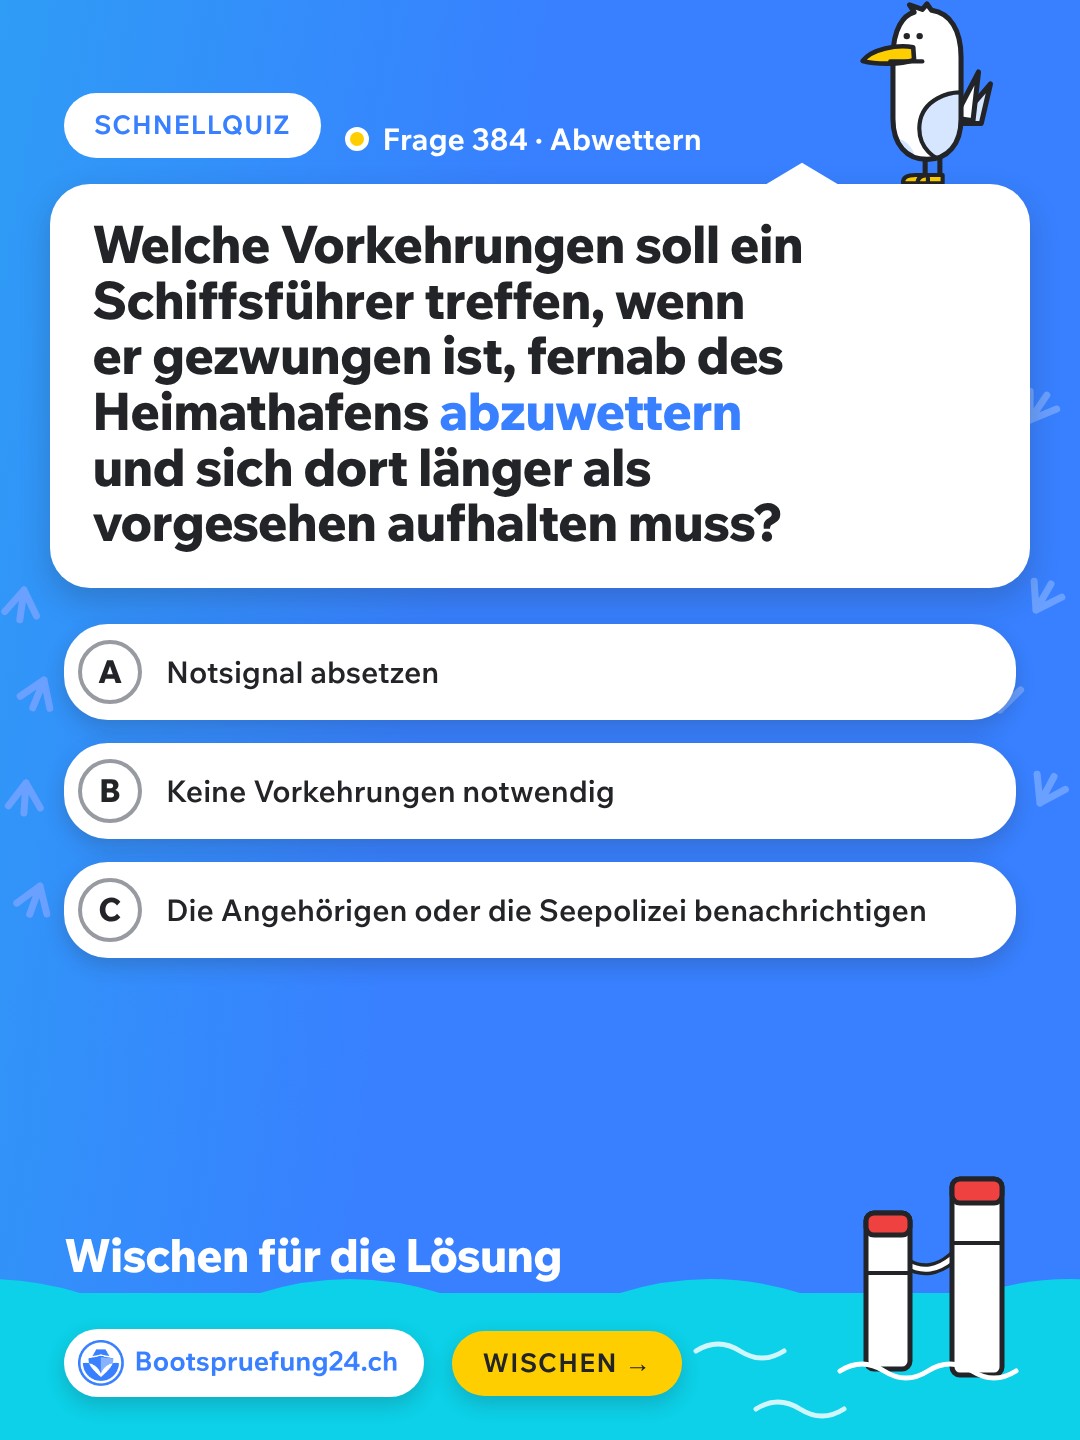 SCHNELLQUIZ
Frage 384 · Abwettern
Welche Vorkehrungen soll ein
Schiffsführer treffen, wenn
er gezwungen ist, fernab des
Heimathafens abzuwettern
und sich dort länger als
vorgesehen aufhalten muss?
A Notsignal absetzen
B Keine Vorkehrungen notwendig
C Die Angehörigen oder die Seepolizei benachrichtigen
Wischen für die Lösung
Bootspruefung24.ch
WISCHEN →